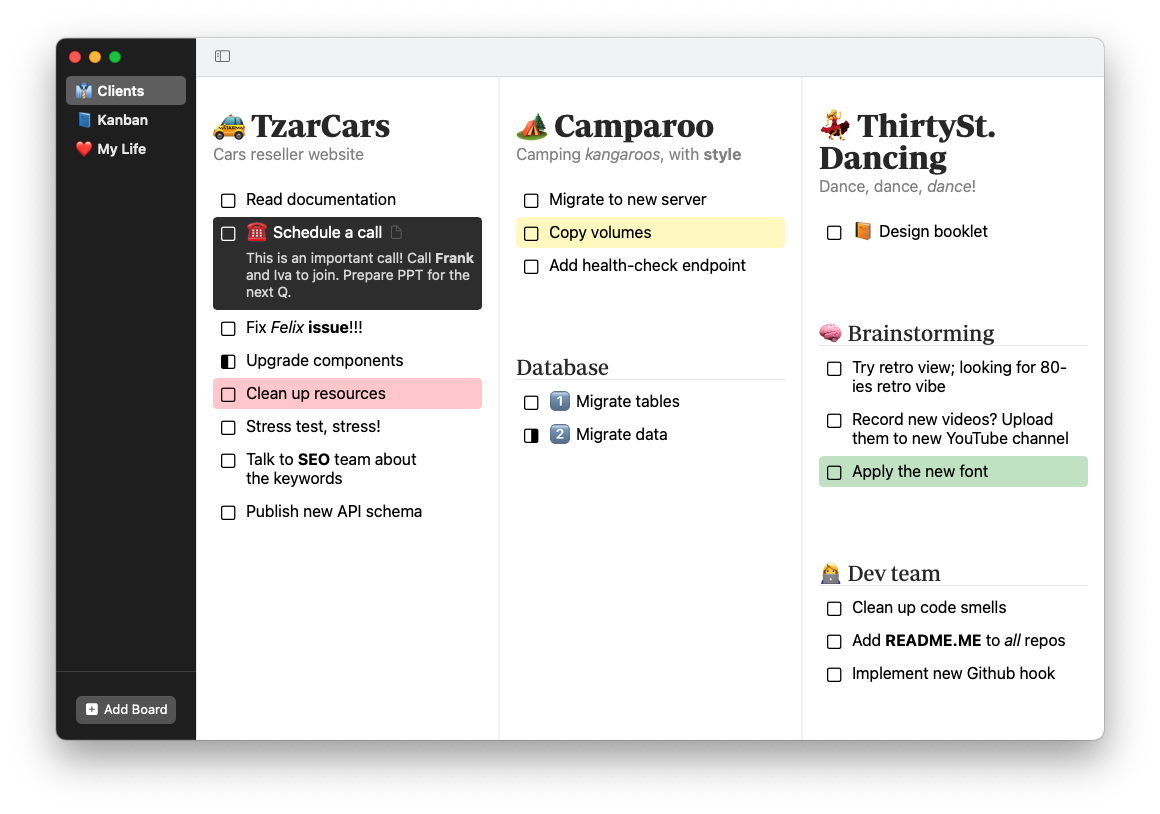 👔 Clients
📘 Kanban
❤️ My Life
Add Board
🚕 TzarCars
Cars reseller website
Read documentation
☎️ Schedule a call
This is an important call! Call Frank
and Iva to join. Prepare PPT for the
next Q.
Fix Felix issue!!!
Upgrade components
Clean up resources
Stress test, stress!
Talk to SEO team about
the keywords
Publish new API schema
🏕️ Camparoo
Camping kangaroos, with style
Migrate to new server
Copy volumes
Add health-check endpoint
Database
1️⃣ Migrate tables
2️⃣ Migrate data
💃 ThirtySt.
Dancing
Dance, dance, dance!
📙 Design booklet
🧠 Brainstorming
Try retro view; looking for 80-
ies retro vibe
Record new videos? Upload
them to new YouTube channel
Apply the new font
👩‍💻 Dev team
Clean up code smells
Add README.ME to all repos
Implement new Github hook